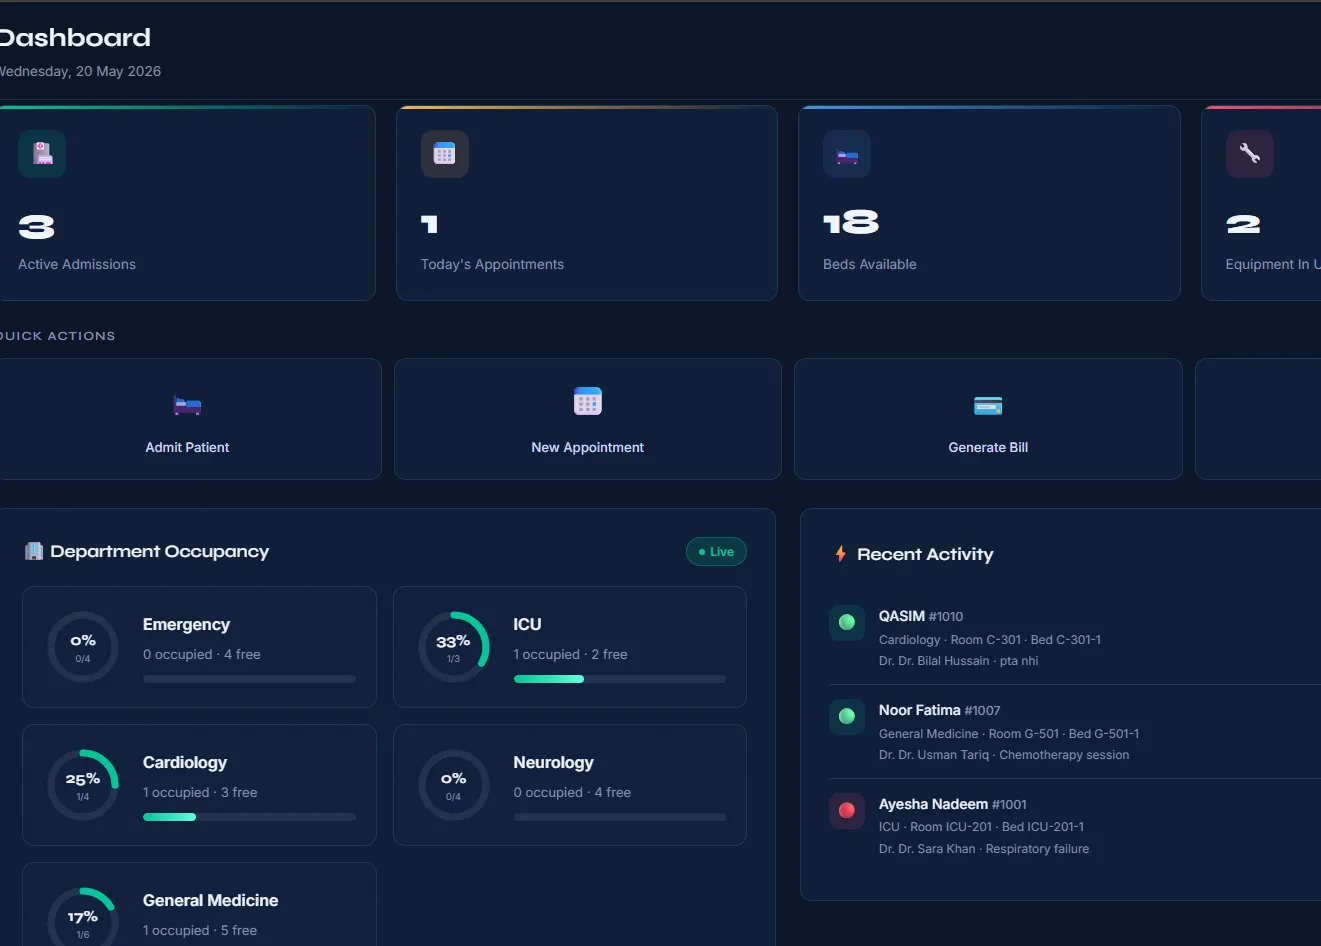 Dashboard
Wednesday, 20 May 2026
3
Active Admissions
1
Today's Appointments
18
Beds Available
2
Equipment In U
QUICK ACTIONS
Admit Patient
New Appointment
Generate Bill
Department Occupancy
Live
0%
0/4
Emergency
0 occupied · 4 free
33%
1/3
ICU
1 occupied · 2 free
25%
1/4
Cardiology
1 occupied · 3 free
0%
0/4
Neurology
0 occupied · 4 free
17%
1/6
General Medicine
1 occupied · 5 free
Recent Activity
QASIM #1010
Cardiology · Room C-301 · Bed C-301-1
Dr. Dr. Bilal Hussain · pta nhi
Noor Fatima #1007
General Medicine · Room G-501 · Bed G-501-1
Dr. Dr. Usman Tariq · Chemotherapy session
Ayesha Nadeem #1001
ICU · Room ICU-201 · Bed ICU-201-1
Dr. Dr. Sara Khan · Respiratory failure